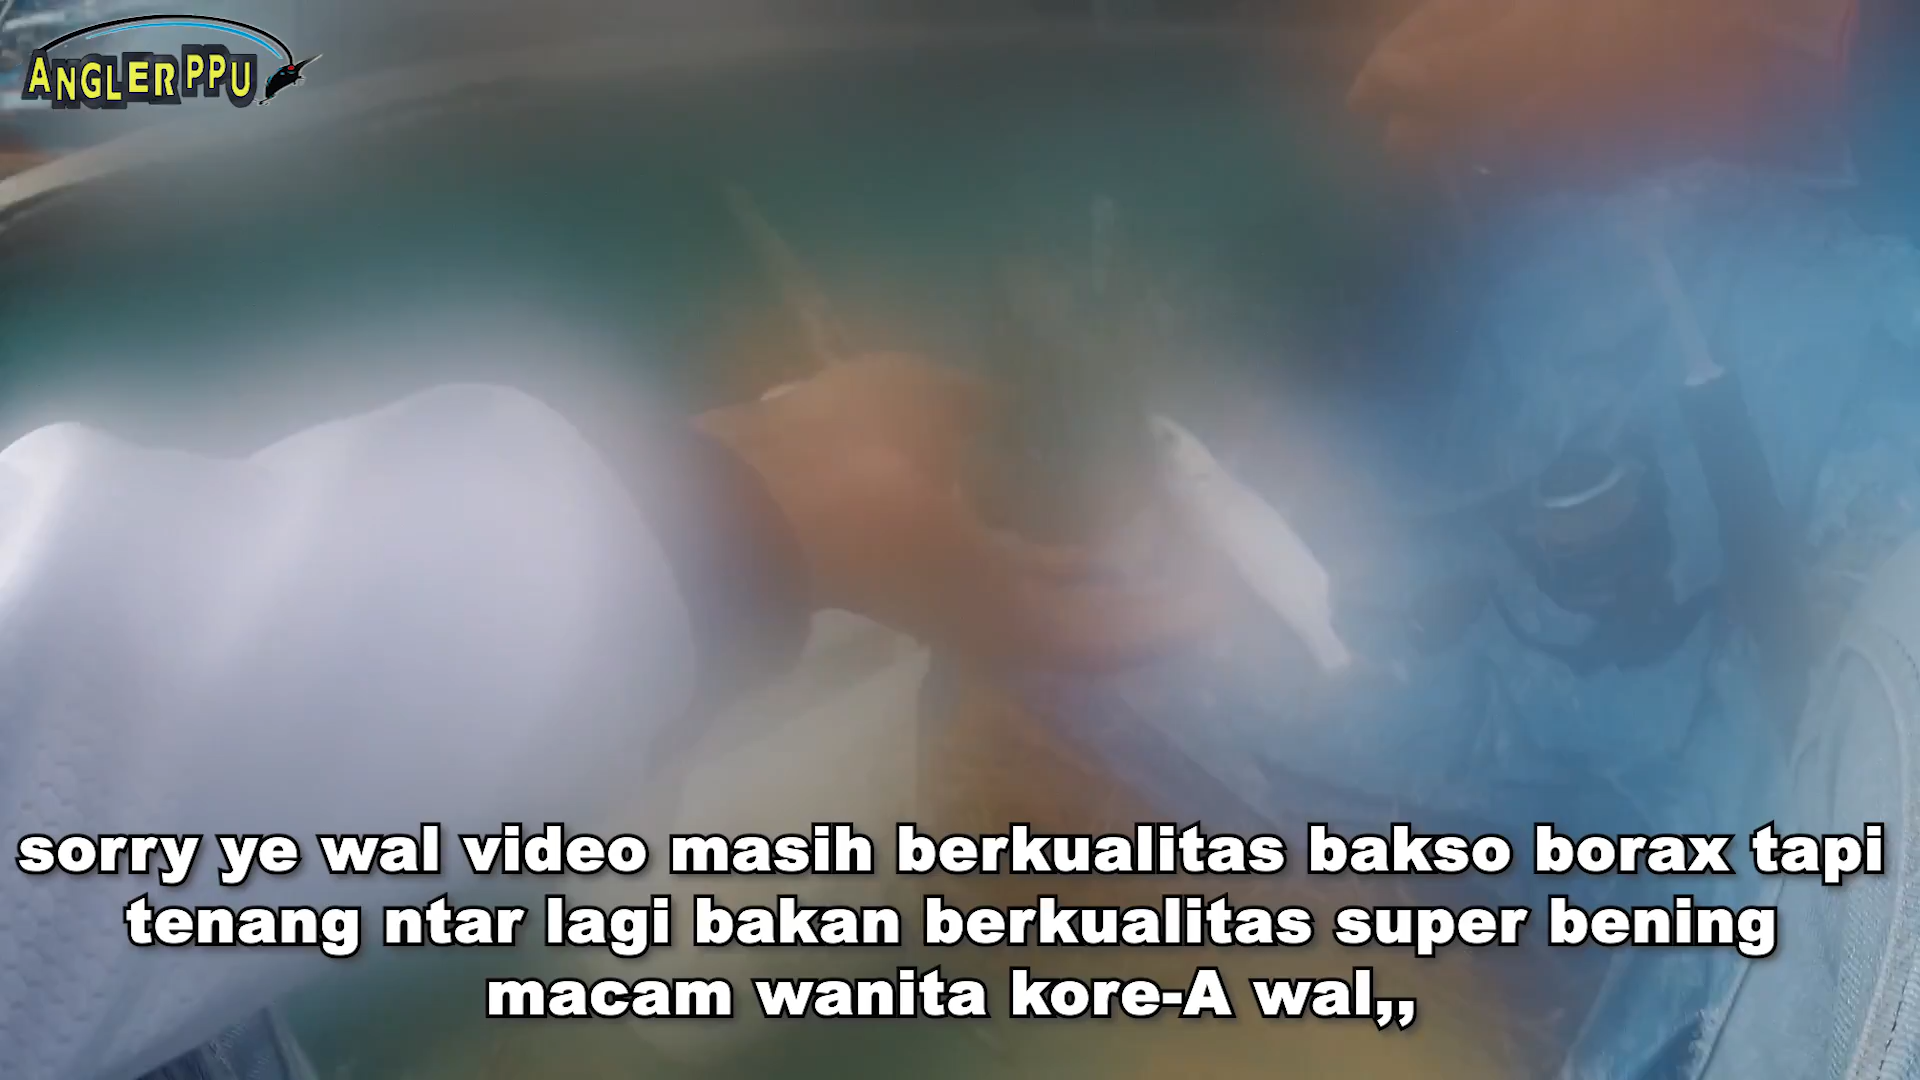 ANGLER PPU
sorry ye wal video masih berkualitas bakso borax tapi
tenang ntar lagi bakan berkualitas super bening
macam wanita kore-A wal,,